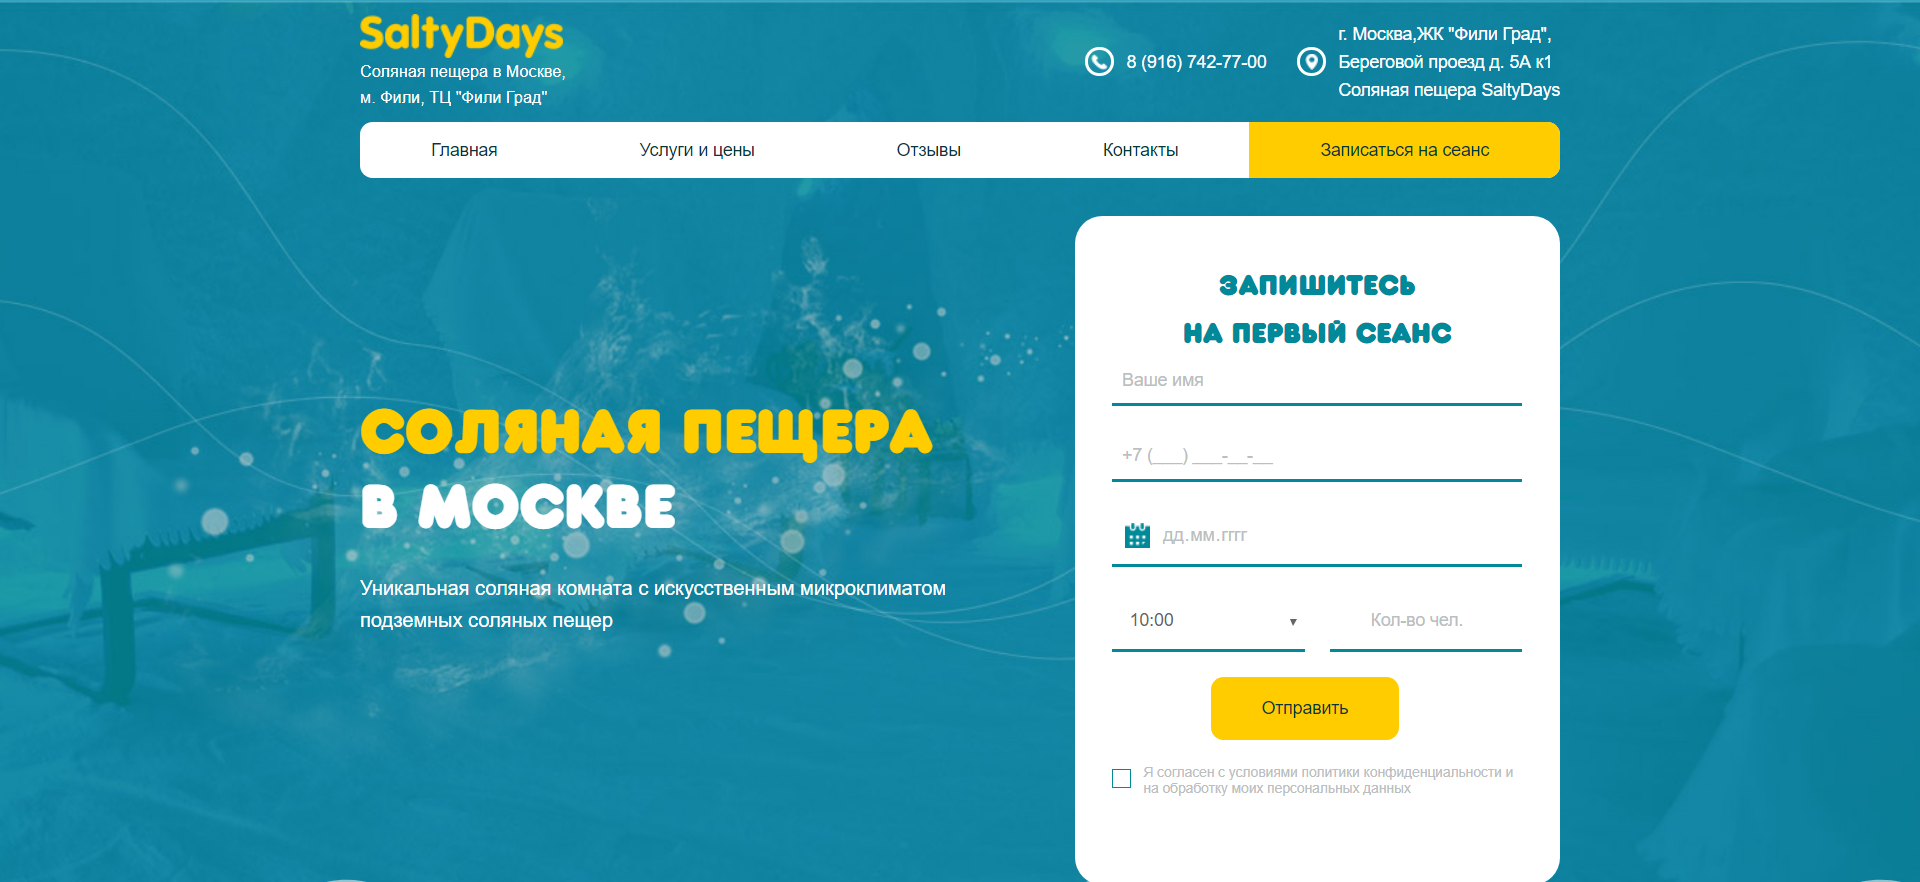 SaltyDays
Соляная пещера в Москве,
м. Фили, ТЦ "Фили Град"
8 (916) 742-77-00
г. Москва,ЖК "Фили Град",
Береговой проезд д. 5А к1
Соляная пещера SaltyDays
Главная
Услуги и цены
Отзывы
Контакты
Записаться на сеанс
СОЛЯНАЯ ПЕЩЕРА
В МОСКВЕ
Уникальная соляная комната с искусственным микроклиматом
подземных соляных пещер
ЗАПИШИТЕСЬ
НА ПЕРВЫЙ СЕАНС
Ваше имя
+7 (___) ___-__-__
дд.мм.гггг
10:00
Кол-во чел.
Отправить
Я согласен с условиями политики конфиденциальности и
на обработку моих персональных данных